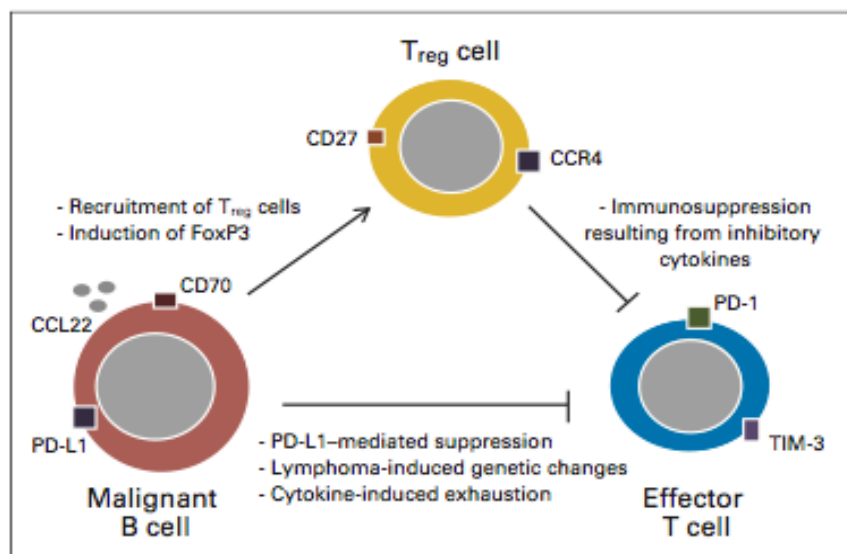 Treg cell
CD27
CCR4
- Recruitment of Treg cells
- Induction of FoxP3
- Immunosuppression
resulting from inhibitory
cytokines
CD70
CCL22
PD-1
PD-L1
- PD-L1–mediated suppression
- Lymphoma-induced genetic changes
- Cytokine-induced exhaustion
TIM-3
Malignant
B cell
Effector
T cell